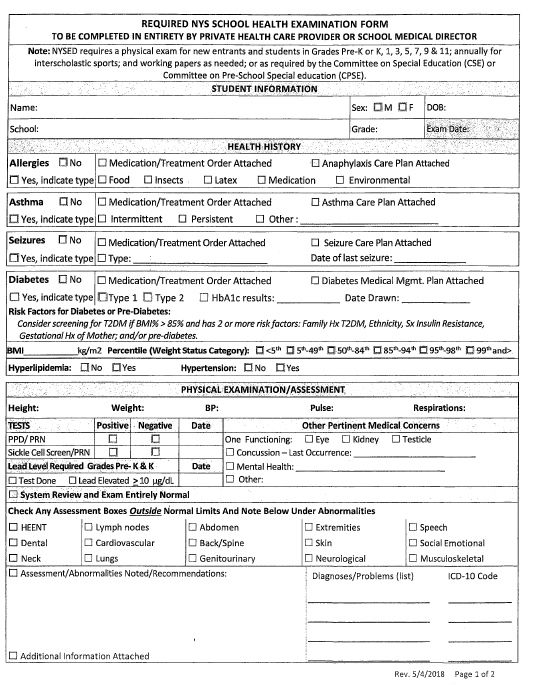 REQUIRED NYS SCHOOL HEALTH EXAMINATION FORM
TO BE COMPLETED IN ENTIRETY BY PRIVATE HEALTH CARE PROVIDER OR SCHOOL MEDICAL DIRECTOR
Note: NYSED requires a physical exam for new entrants and students in Grades Pre-K or K, 1, 3, 5, 7, 9 & 11; annually for
interscholastic sports; and working papers as needed; or as required by the Committee on Special Education (CSE) or
Committee on Pre-School Special education (CPSE).
STUDENT INFORMATION
Name: Sex: ☐ M ☐ F DOB:
School: Grade: Exam Date:
HEALTH HISTORY
Allergies ☐ No ☐ Medication/Treatment Order Attached ☐ Anaphylaxis Care Plan Attached
☐ Yes, indicate type ☐ Food ☐ Insects ☐ Latex ☐ Medication ☐ Environmental
Asthma ☐ No ☐ Medication/Treatment Order Attached ☐ Asthma Care Plan Attached
☐ Yes, indicate type ☐ Intermittent ☐ Persistent ☐ Other :
Seizures ☐ No ☐ Medication/Treatment Order Attached ☐ Seizure Care Plan Attached
☐ Yes, indicate type ☐ Type: Date of last seizure:
Diabetes ☐ No ☐ Medication/Treatment Order Attached ☐ Diabetes Medical Mgmt. Plan Attached
☐ Yes, indicate type ☐ Type 1 ☐ Type 2 ☐ HbA1c results: Date Drawn:
Risk Factors for Diabetes or Pre-Diabetes:
Consider screening for T2DM if BMI% > 85% and has 2 or more risk factors: Family Hx T2DM, Ethnicity, Sx Insulin Resistance,
Gestational Hx of Mother; and/or pre-diabetes.
BMI kg/m2 Percentile (Weight Status Category): ☐ <5th ☐ 5th-49th ☐ 50th-84th ☐ 85th-94th ☐ 95th-98th ☐ 99th and>
Hyperlipidemia: ☐ No ☐ Yes Hypertension: ☐ No ☐ Yes
PHYSICAL EXAMINATION/ASSESSMENT
Height: Weight: BP: Pulse: Respirations:
TESTS Positive Negative Date Other Pertinent Medical Concerns
PPD/ PRN ☐ ☐ One Functioning: ☐ Eye ☐ Kidney ☐ Testicle
Sickle Cell Screen/PRN ☐ ☐ ☐ Concussion – Last Occurrence:
Lead Level Required Grades Pre- K & K Date ☐ Mental Health:
☐ Test Done ☐ Lead Elevated ≥ 10 µg/dL ☐ Other:
☐ System Review and Exam Entirely Normal
Check Any Assessment Boxes Outside Normal Limits And Note Below Under Abnormalities
☐ HEENT ☐ Lymph nodes ☐ Abdomen ☐ Extremities ☐ Speech
☐ Dental ☐ Cardiovascular ☐ Back/Spine ☐ Skin ☐ Social Emotional
☐ Neck ☐ Lungs ☐ Genitourinary ☐ Neurological ☐ Musculoskeletal
☐ Assessment/Abnormalities Noted/Recommendations: Diagnoses/Problems (list) ICD-10 Code
☐ Additional Information Attached
Rev. 5/4/2018 Page 1 of 2